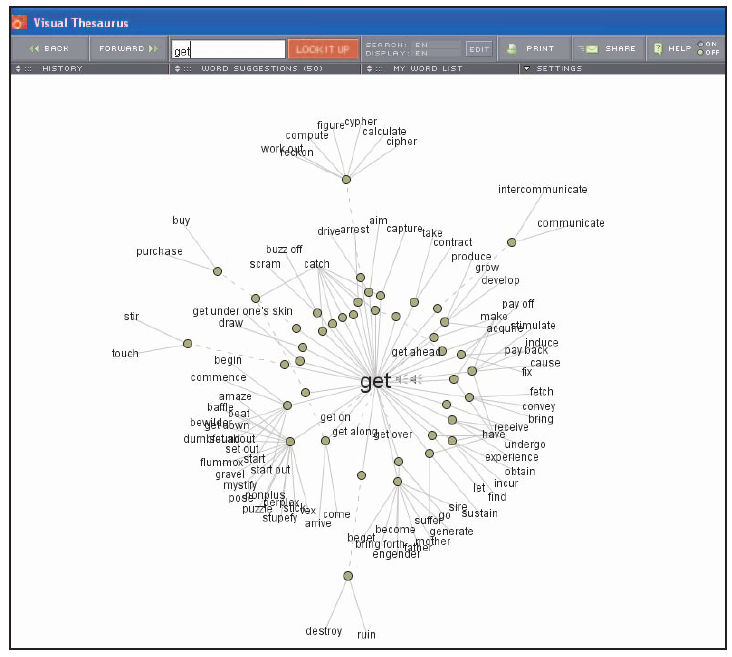 Visual Thesaurus
BACK
FORWARD
get
LOOK IT UP
SEARCH: EN
DISPLAY: EN
EDIT
PRINT
SHARE
HELP
ON
OFF
HISTORY
WORD SUGGESTIONS (50)
MY WORD LIST
SETTINGS
figure
cypher
compute
calculate
work out
reckon
cipher
intercommunicate
communicate
buy
purchase
drive
arrest
aim
capture
take
contract
buzz off
scram
catch
produce
grow
develop
get under one's skin
draw
stir
touch
pay off
make
acquire
stimulate
induce
get ahead
pay back
cause
fix
begin
commence
get
fetch
convey
bring
amaze
baffle
beat
bewilder
get down
dumbfound
set about
set out
get on
get along
get over
receive
have
undergo
experience
obtain
flummox
start
gravel
start out
mystify
pose
nonplus
perplex
puzzle
stick
vex
stupefy
come
arrive
incur
let
find
sire
sustain
go
suffer
generate
become
beget
bring forth
father
mother
engender
destroy
ruin